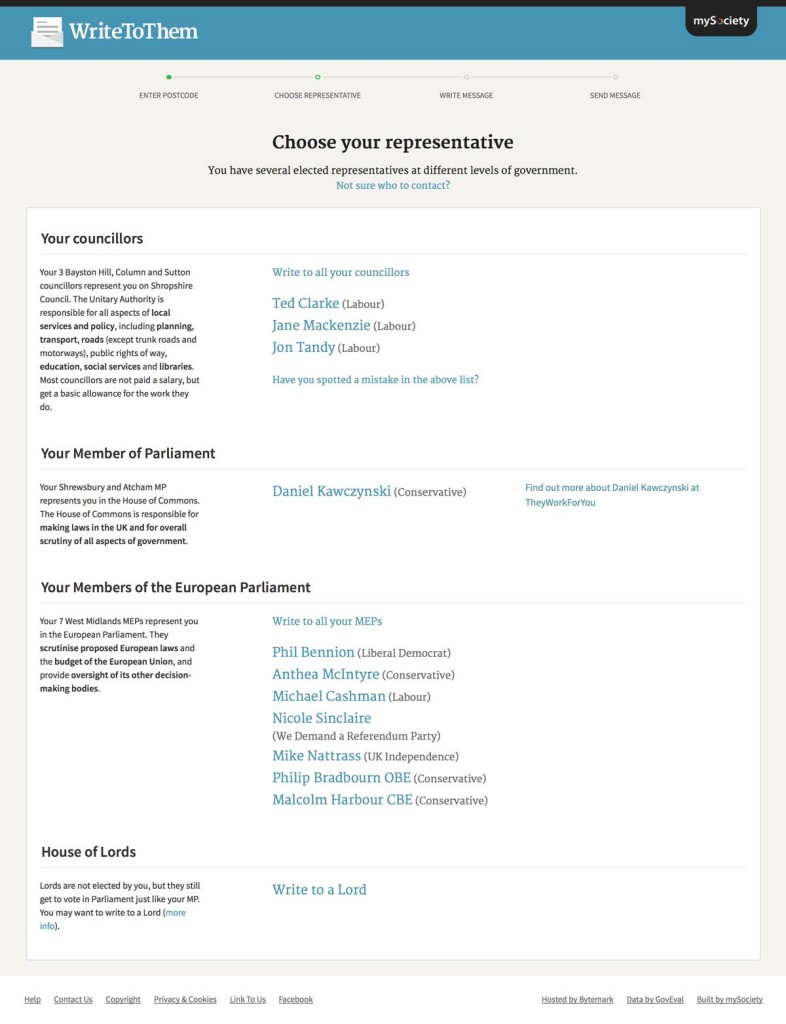 WriteToThem
mySociety
ENTER POSTCODE
CHOOSE REPRESENTATIVE
WRITE MESSAGE
SEND MESSAGE
Choose your representative
You have several elected representatives at different levels of government.
Not sure who to contact?
Your councillors
Your 3 Bayston Hill, Column and Sutton
councillors represent you on Shropshire
Council. The Unitary Authority is
responsible for all aspects of local
services and policy, including planning,
transport, roads (except trunk roads and
motorways), public rights of way,
education, social services and libraries.
Most councillors are not paid a salary, but
get a basic allowance for the work they
do.
Write to all your councillors
Ted Clarke (Labour)
Jane Mackenzie (Labour)
Jon Tandy (Labour)
Have you spotted a mistake in the above list?
Your Member of Parliament
Your Shrewsbury and Atcham MP
represents you in the House of Commons.
The House of Commons is responsible for
making laws in the UK and for overall
scrutiny of all aspects of government.
Daniel Kawczynski (Conservative)
Find out more about Daniel Kawczynski at
TheyWorkForYou
Your Members of the European Parliament
Your 7 West Midlands MEPs represent you
in the European Parliament. They
scrutinise proposed European laws and
the budget of the European Union, and
provide oversight of its other decision-
making bodies.
Write to all your MEPs
Phil Bennion (Liberal Democrat)
Anthea McIntyre (Conservative)
Michael Cashman (Labour)
Nicole Sinclaire
(We Demand a Referendum Party)
Mike Nattrass (UK Independence)
Philip Bradbourn OBE (Conservative)
Malcolm Harbour CBE (Conservative)
House of Lords
Lords are not elected by you, but they still
get to vote in Parliament just like your MP.
You may want to write to a Lord (more
info).
Write to a Lord
Help
Contact Us
Copyright
Privacy & Cookies
Link To Us
Facebook
Hosted by Bytemark
Data by GovEval
Built by mySociety